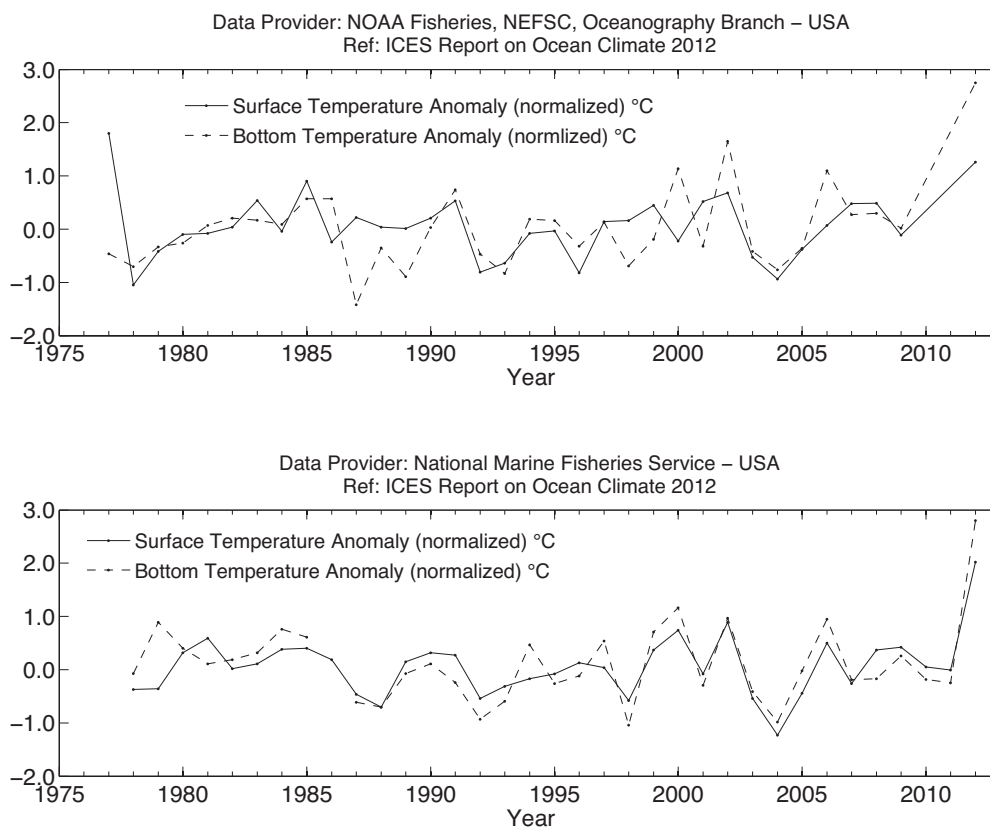 Data Provider: NOAA Fisheries, NEFSC, Oceanography Branch – USA
Ref: ICES Report on Ocean Climate 2012
3.0
Surface Temperature Anomaly (normalized) °C
2.0
Bottom Temperature Anomaly (normlized) °C
1.0
0.0
−1.0
−2.0
1975 1980 1985 1990 1995 2000 2005 2010
Year
Data Provider: National Marine Fisheries Service – USA
Ref: ICES Report on Ocean Climate 2012
3.0
Surface Temperature Anomaly (normalized) °C
2.0
Bottom Temperature Anomaly (normalized) °C
1.0
0.0
−1.0
−2.0
1975 1980 1985 1990 1995 2000 2005 2010
Year